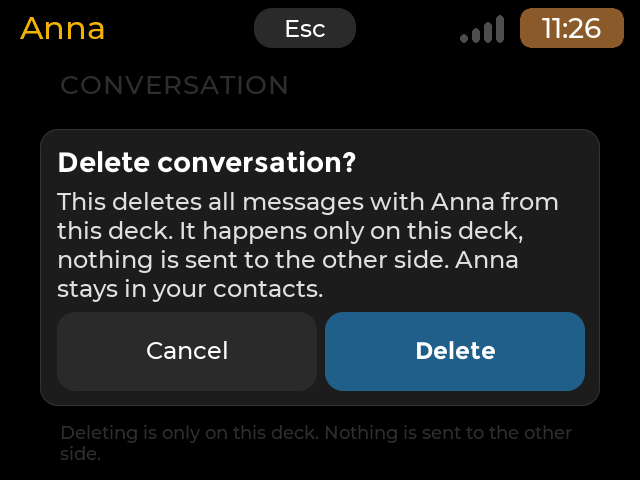 Anna
Esc
11:26
CONVERSATION
Delete conversation?
This deletes all messages with Anna from
this deck. It happens only on this deck,
nothing is sent to the other side. Anna
stays in your contacts.
Cancel
Delete
Deleting is only on this deck. Nothing is sent to the other
side.